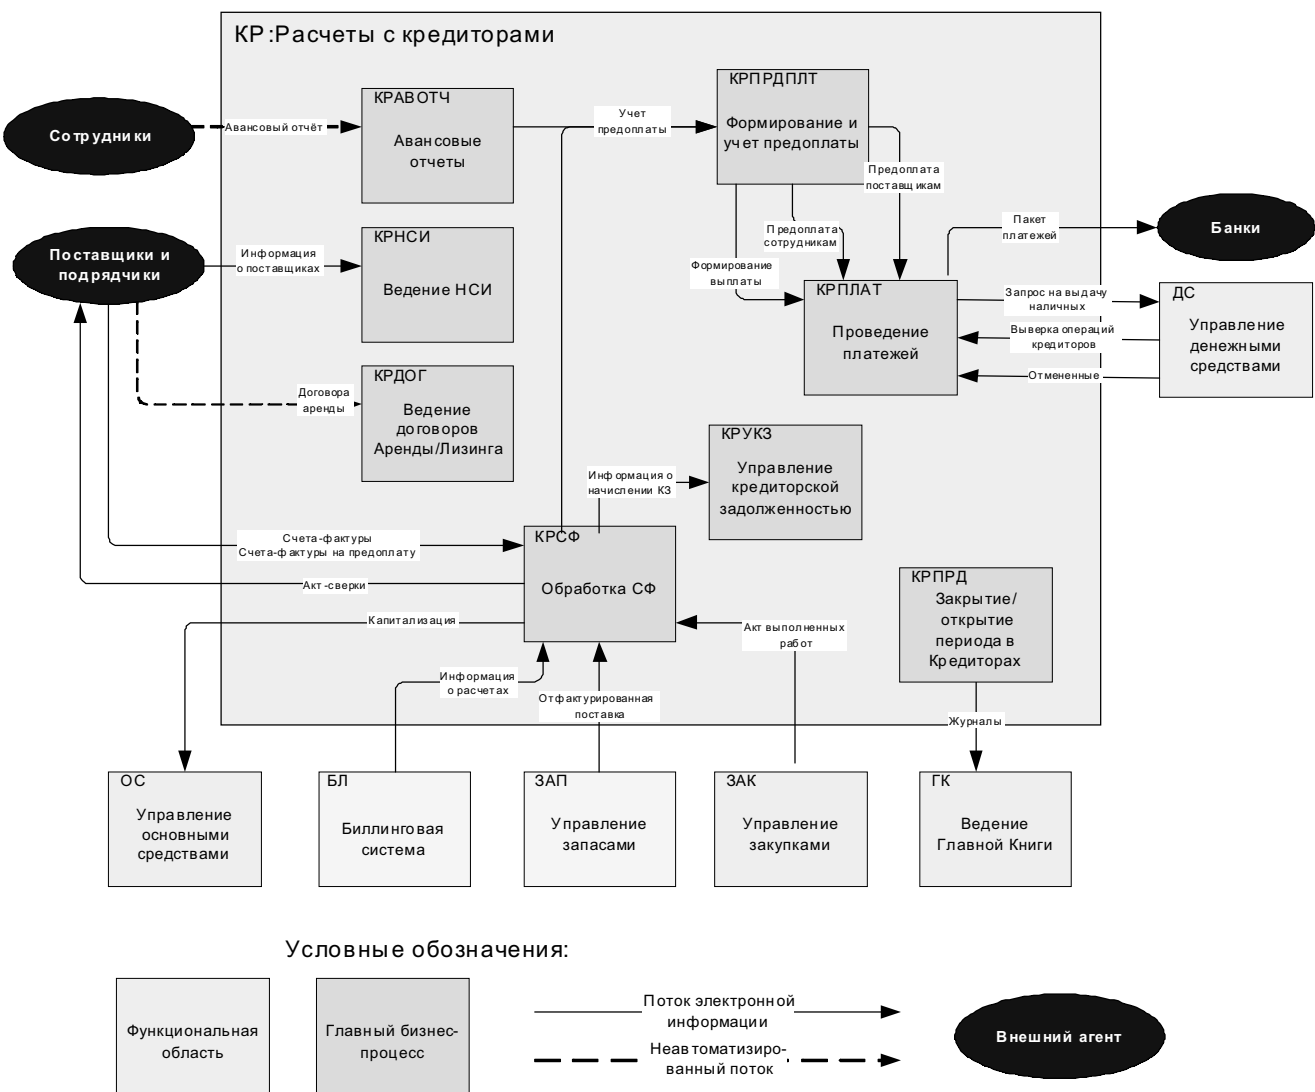 КР:Расчеты с кредиторами
КРАВОТЧ
Авансовые
отчеты
Сотрудники
Авансовый отчёт
Учет
предоплаты
КРПРДПЛТ
Формирование и
учет предоплаты
Предоплата
поставщикам
Предоплата
сотрудникам
Формирование
выплаты
Поставщики и
подрядчики
Информация
о поставщиках
КРНСИ
Ведение НСИ
Пакет
платежей
Банки
КРПЛАТ
Проведение
платежей
Запрос на выдачу
наличных
Выверка операций
кредиторов
Отмененные
ДС
Управление
денежными
средствами
Договора
аренды
КРДОГ
Ведение
договоров
Аренды/Лизинга
КРУКЗ
Управление
кредиторской
задолженностью
Информация о
начислении КЗ
Счета-фактуры
Счета-фактуры на предоплату
КРСФ
Обработка СФ
Акт-сверки
Капитализация
Акт выполненных
работ
КРПРД
Закрытие/
открытие
периода в
Кредиторах
Информация
о расчетах
Отфактурированная
поставка
Журналы
ОС
Управление
основными
средствами
БЛ
Биллинговая
система
ЗАП
Управление
запасами
ЗАК
Управление
закупками
ГК
Ведение
Главной Книги
Условные обозначения:
Функциональная
область
Главный бизнес-
процесс
Поток электронной
информации
Неавтоматизиро-
ванный поток
Внешний агент